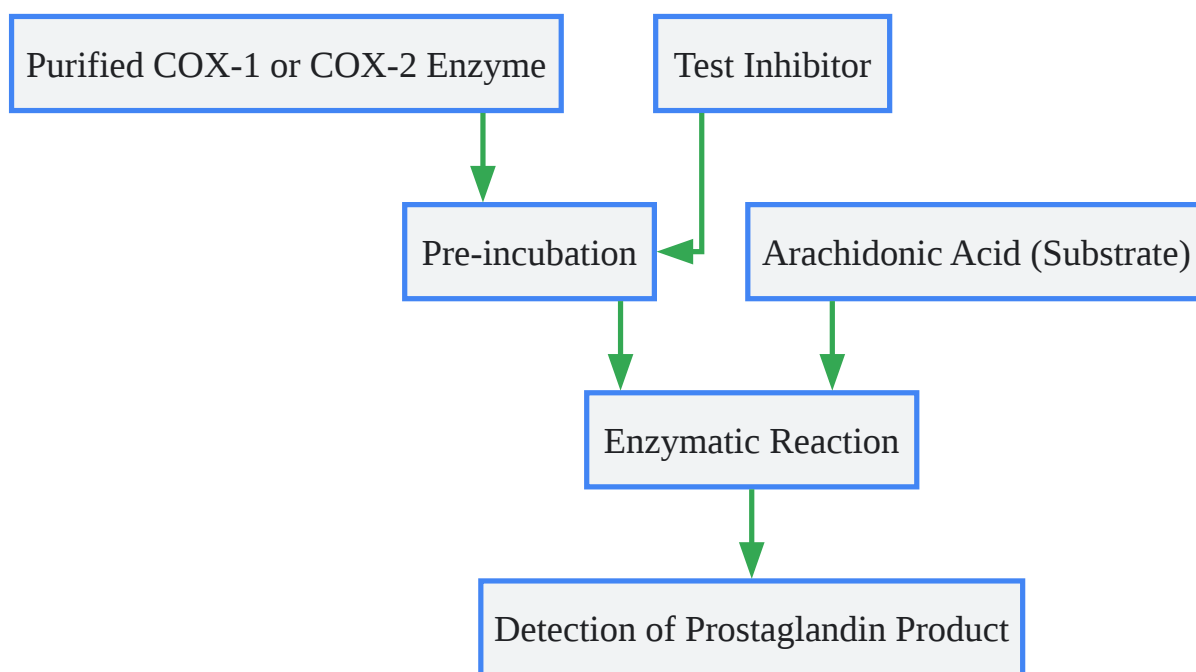 Purified COX-1 or COX-2 Enzyme
Test Inhibitor
Pre-incubation
Arachidonic Acid (Substrate)
Enzymatic Reaction
Detection of Prostaglandin Product